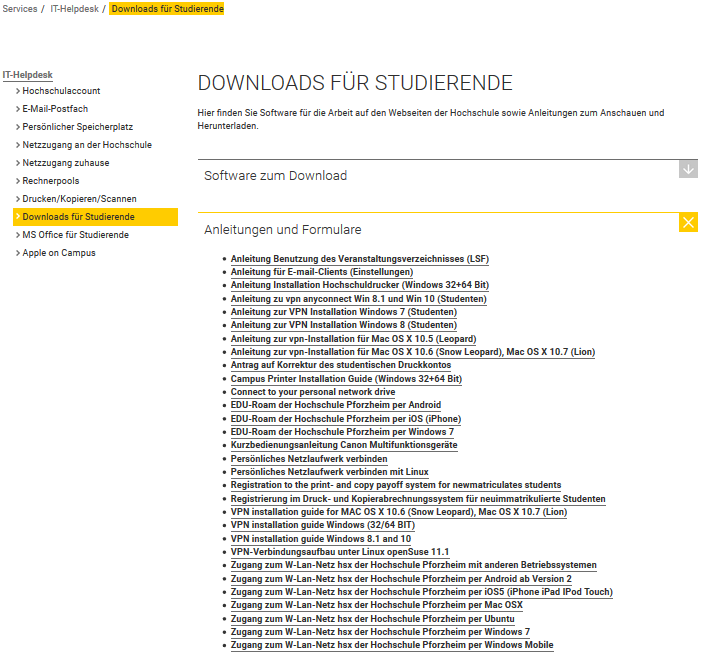 Services / IT-Helpdesk / Downloads für Studierende
IT-Helpdesk
Hochschulaccount
E-Mail-Postfach
Persönlicher Speicherplatz
Netzzugang an der Hochschule
Netzzugang zuhause
Rechnerpools
Drucken/Kopieren/Scannen
Downloads für Studierende
MS Office für Studierende
Apple on Campus
DOWNLOADS FÜR STUDIERENDE
Hier finden Sie Software für die Arbeit auf den Webseiten der Hochschule sowie Anleitungen zum Anschauen und
Herunterladen.
Software zum Download
Anleitungen und Formulare
Anleitung Benutzung des Veranstaltungsverzeichnisses (LSF)
Anleitung für E-mail-Clients (Einstellungen)
Anleitung Installation Hochschuldrucker (Windows 32+64 Bit)
Anleitung zu vpn anyconnect Win 8.1 und Win 10 (Studenten)
Anleitung zur VPN Installation Windows 7 (Studenten)
Anleitung zur VPN Installation Windows 8 (Studenten)
Anleitung zur vpn-Installation für Mac OS X 10.5 (Leopard)
Anleitung zur vpn-Installation für Mac OS X 10.6 (Snow Leopard), Mac OS X 10.7 (Lion)
Antrag auf Korrektur des studentischen Druckkontos
Campus Printer Installation Guide (Windows 32+64 Bit)
Connect to your personal network drive
EDU-Roam der Hochschule Pforzheim per Android
EDU-Roam der Hochschule Pforzheim per iOS (iPhone)
EDU-Roam der Hochschule Pforzheim per Windows 7
Kurzbedienungsanleitung Canon Multifunktionsgeräte
Persönliches Netzlaufwerk verbinden
Persönliches Netzlaufwerk verbinden mit Linux
Registration to the print- and copy payoff system for newmatriculates students
Registrierung im Druck- und Kopierabrechnungssystem für neuimmatrikulierte Studenten
VPN installation guide for MAC OS X 10.6 (Snow Leopard), Mac OS X 10.7 (Lion)
VPN installation guide Windows (32/64 BIT)
VPN installation guide Windows 8.1 and 10
VPN-Verbindungsaufbau unter Linux openSuse 11.1
Zugang zum W-Lan-Netz hsx der Hochschule Pforzheim mit anderen Betriebssystemen
Zugang zum W-Lan-Netz hsx der Hochschule Pforzheim per Android ab Version 2
Zugang zum W-Lan-Netz hsx der Hochschule Pforzheim per iOS5 (iPhone iPad IPod Touch)
Zugang zum W-Lan-Netz hsx der Hochschule Pforzheim per Mac OSX
Zugang zum W-Lan-Netz hsx der Hochschule Pforzheim per Ubuntu
Zugang zum W-Lan-Netz hsx der Hochschule Pforzheim per Windows 7
Zugang zum W-Lan-Netz hsx der Hochschule Pforzheim per Windows Mobile